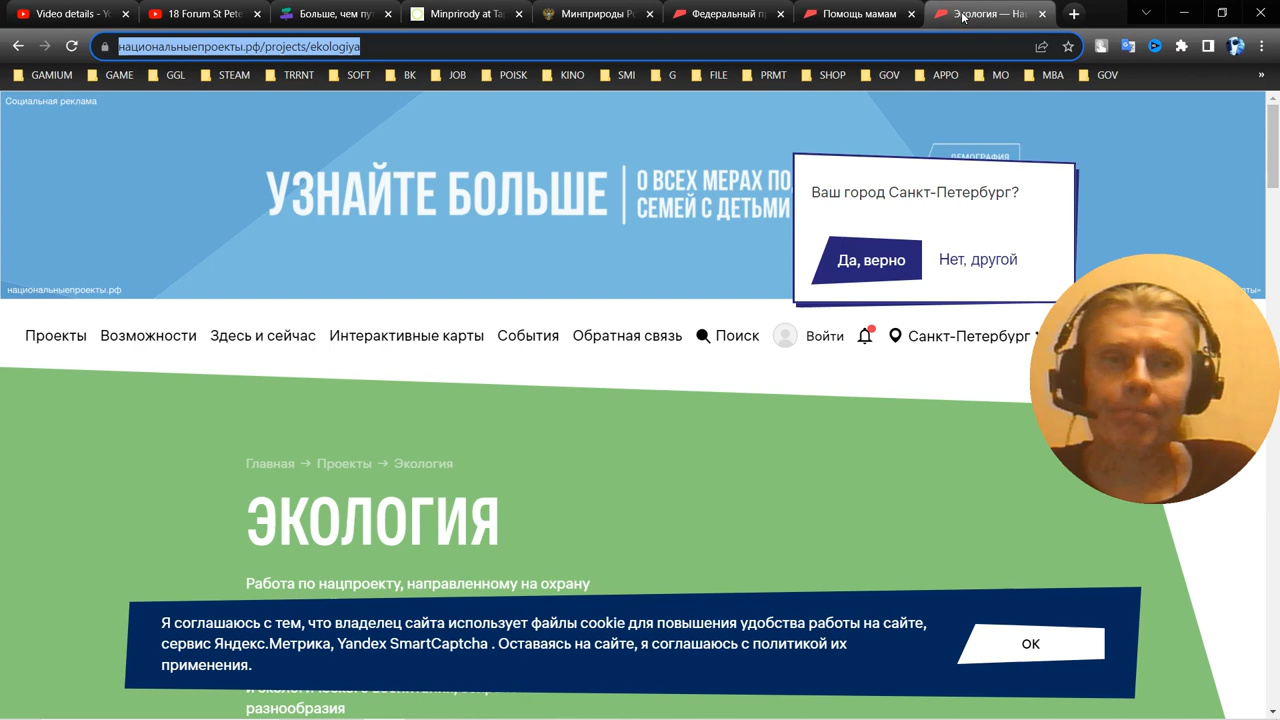 Video details - Yo
18 Forum St Pete
Больше, чем пут
Minprirody at Tap
Минприроды Ро
Федеральный п
Помощь мамам
Экология — На
национальныепроекты.рф/projects/ekologiya
GAMIUM GAME GGL STEAM TRRNT SOFT BK JOB POISK KINO SMI G FILE PRMT SHOP GOV APPO MO MBA GOV
Социальная реклама
ДЕМОГРАФИЯ
УЗНАЙТЕ БОЛЬШЕ
О ВСЕХ МЕРАХ ПО
СЕМЕЙ С ДЕТЬМИ
Ваш город Санкт-Петербург?
Да, верно Нет, другой
национальныепроекты.рф
Проекты Возможности Здесь и сейчас Интерактивные карты События Обратная связь Поиск Войти Санкт-Петербург
Главная → Проекты → Экология
ЭКОЛОГИЯ
Работа по нацпроекту, направленному на охрану
Я соглашаюсь с тем, что владелец сайта использует файлы cookie для повышения удобства работы на сайте,
сервис Яндекс.Метрика, Yandex SmartCaptcha . Оставаясь на сайте, я соглашаюсь с политикой их
применения.
OK
разнообразия